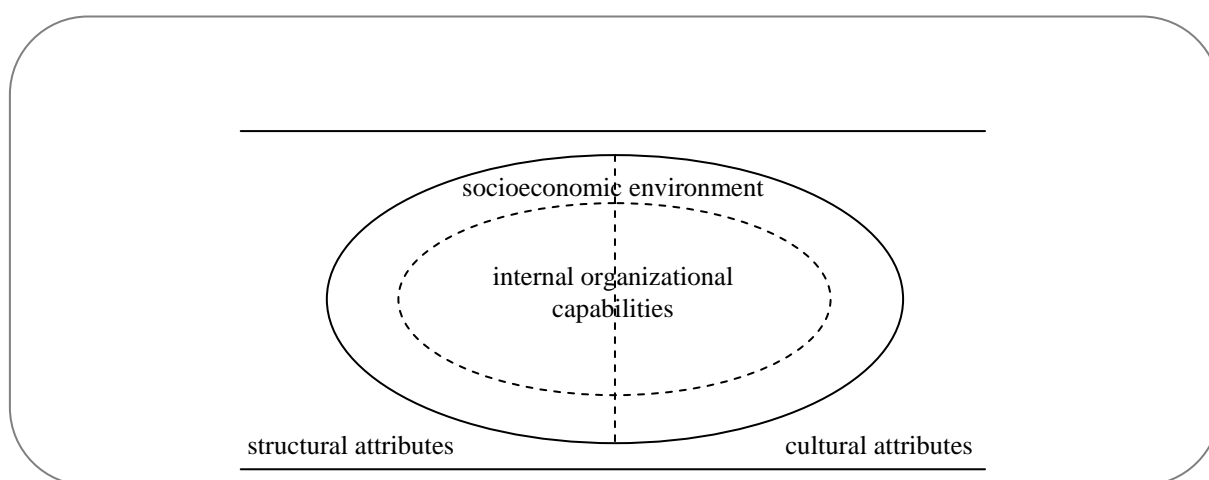 socioeconomic environment
internal organizational
capabilities
structural attributes
cultural attributes